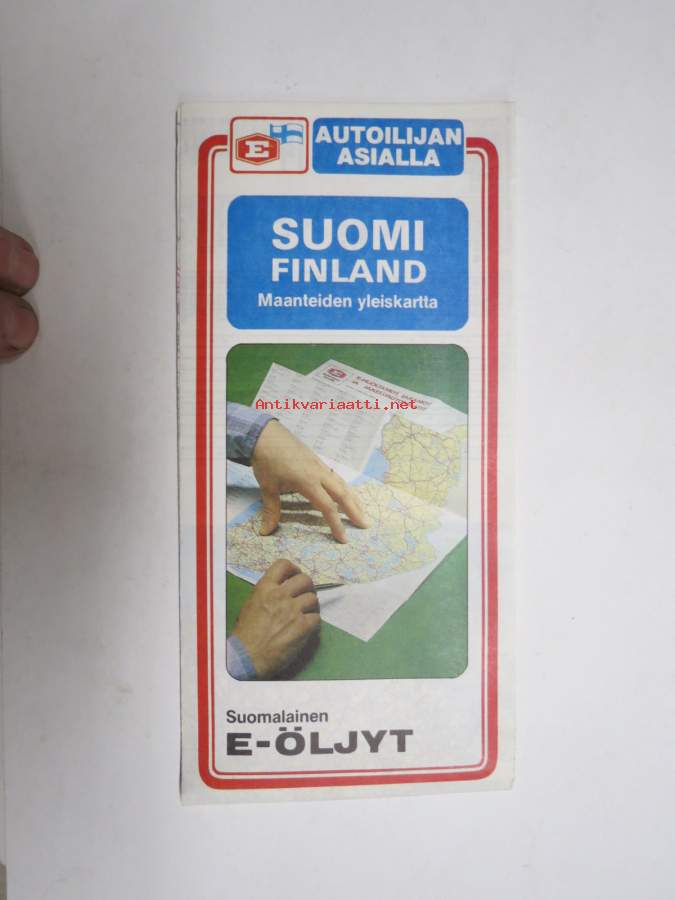 E
AUTOILIJAN
ASIALLA
SUOMI
FINLAND
Maanteiden yleiskartta
Antikvariaatti.net
Suomalainen
E-ÖLJYT